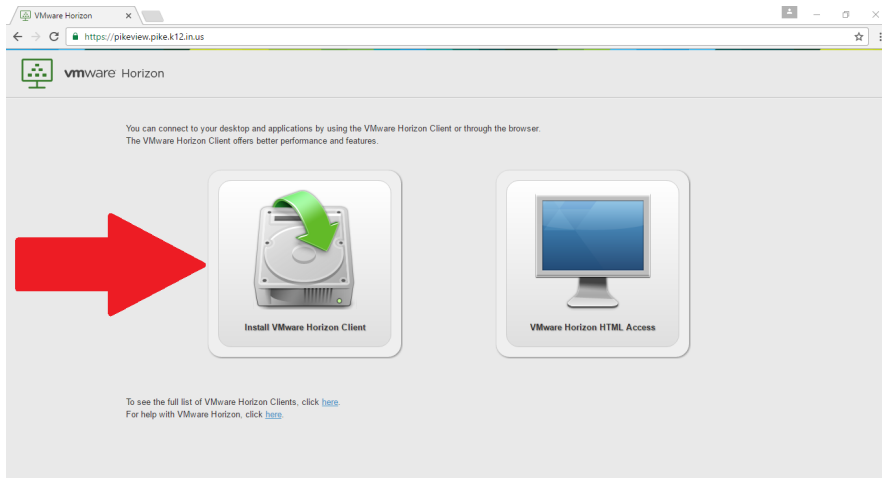 VMware Horizon
https://pikeview.pike.k12.in.us
vmware Horizon
You can connect to your desktop and applications by using the VMware Horizon Client or through the browser.
The VMware Horizon Client offers better performance and features.
Install VMware Horizon Client
VMware Horizon HTML Access
To see the full list of VMware Horizon Clients, click here.
For help with VMware Horizon, click here.